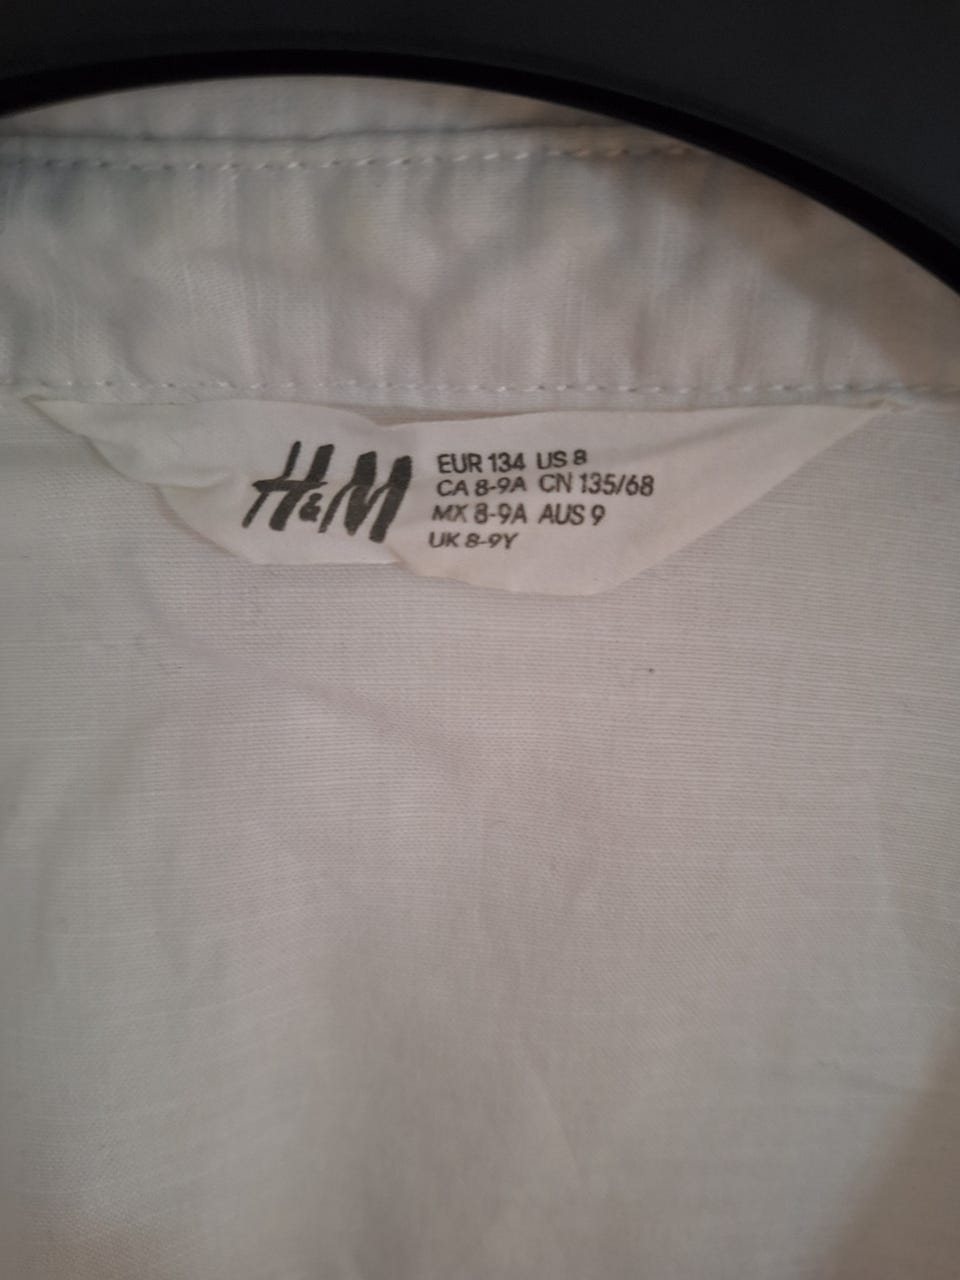 H&M
EUR 134 US 8
CA 8-9A CN 135/68
MX 8-9A AUS 9
UK 8-9Y